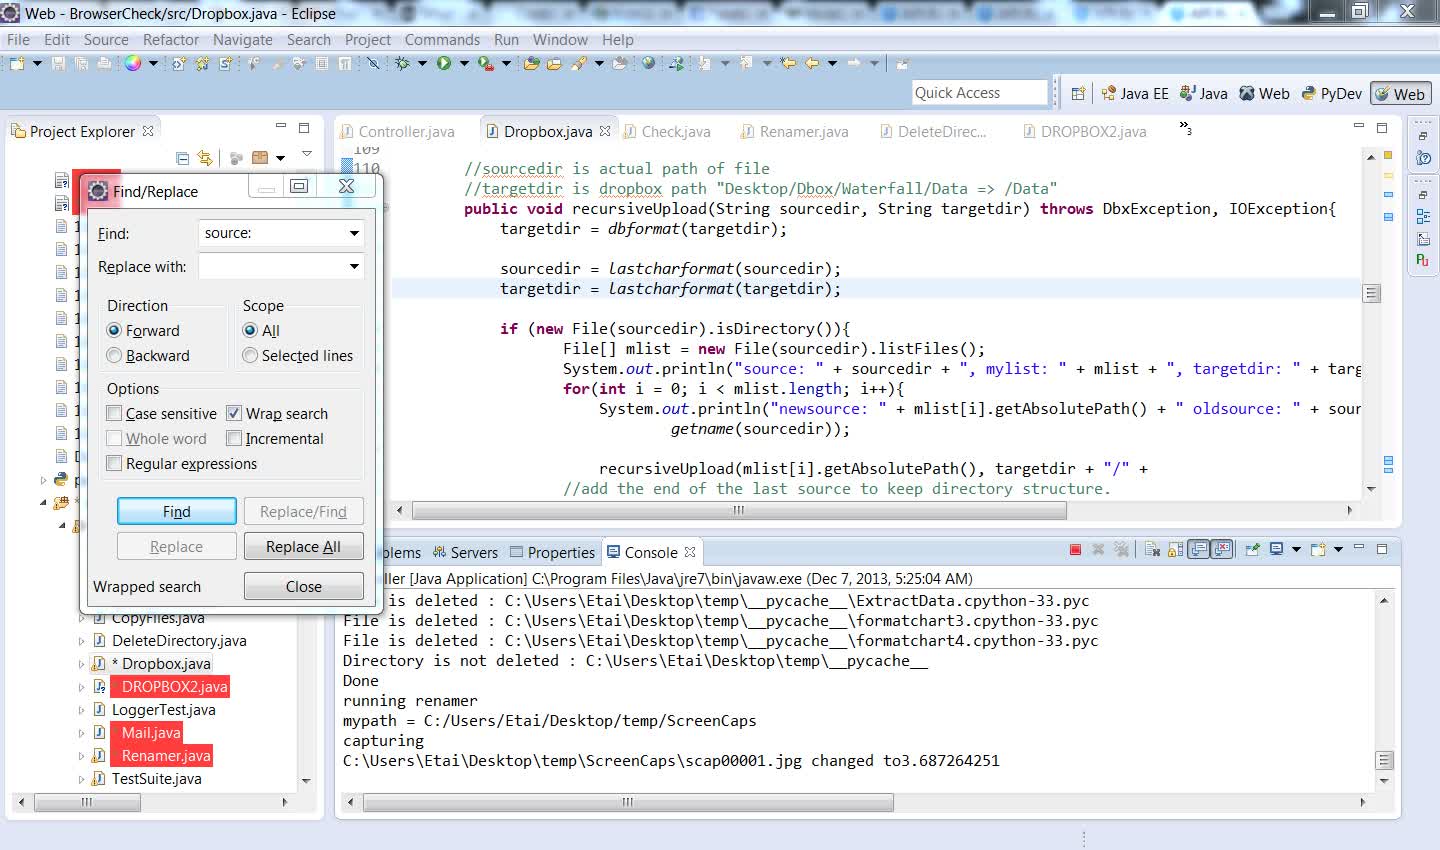 Web - BrowserCheck/src/Dropbox.java - Eclipse
File Edit Source Refactor Navigate Search Project Commands Run Window Help
Quick Access
Java EE Java Web PyDev Web
Project Explorer
Controller.java Dropbox.java Check.java Renamer.java DeleteDirec... DROPBOX2.java »3
Find/Replace
Find: source:
Replace with:
Direction
Scope
Forward
All
Backward
Selected lines
Options
Case sensitive
Wrap search
Whole word
Incremental
Regular expressions
Find
Replace/Find
Replace
Replace All
Wrapped search
Close
CopyFiles.java
DeleteDirectory.java
* Dropbox.java
DROPBOX2.java
LoggerTest.java
Mail.java
Renamer.java
TestSuite.java
109
110
//sourcedir is actual path of file
//targetdir is dropbox path "Desktop/Dbox/Waterfall/Data => /Data"
public void recursiveUpload(String sourcedir, String targetdir) throws DbxException, IOException{
targetdir = dbformat(targetdir);
sourcedir = lastcharformat(sourcedir);
targetdir = lastcharformat(targetdir);
if (new File(sourcedir).isDirectory()){
File[] mlist = new File(sourcedir).listFiles();
System.out.println("source: " + sourcedir + ", mylist: " + mlist + ", targetdir: " + targ
for(int i = 0; i < mlist.length; i++){
System.out.println("newsource: " + mlist[i].getAbsolutePath() + " oldsource: " + sour
getname(sourcedir));
recursiveUpload(mlist[i].getAbsolutePath(), targetdir + "/" +
//add the end of the last source to keep directory structure.
blems Servers Properties Console
ller [Java Application] C:\Program Files\Java\jre7\bin\javaw.exe (Dec 7, 2013, 5:25:04 AM)
File is deleted : C:\Users\Etai\Desktop\temp\__pycache__\ExtractData.cpython-33.pyc
File is deleted : C:\Users\Etai\Desktop\temp\__pycache__\formatchart3.cpython-33.pyc
File is deleted : C:\Users\Etai\Desktop\temp\__pycache__\formatchart4.cpython-33.pyc
Directory is not deleted : C:\Users\Etai\Desktop\temp\__pycache__
Done
running renamer
mypath = C:/Users/Etai/Desktop/temp/ScreenCaps
capturing
C:\Users\Etai\Desktop\temp\ScreenCaps\scap00001.jpg changed to3.687264251